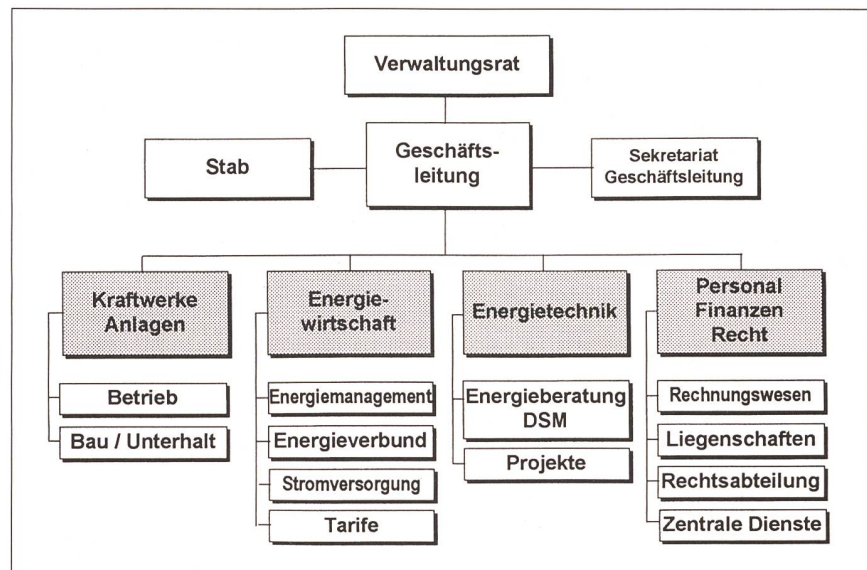 Verwaltungsrat
Stab
Geschäfts-
leitung
Sekretariat
Geschäftsleitung
Kraftwerke
Anlagen
Betrieb
Bau / Unterhalt
Energie-
wirtschaft
Energiemanagement
Energieverbund
Stromversorgung
Tarife
Energietechnik
Energieberatung
DSM
Projekte
Personal
Finanzen
Recht
Rechnungswesen
Liegenschaften
Rechtsabteilung
Zentrale Dienste